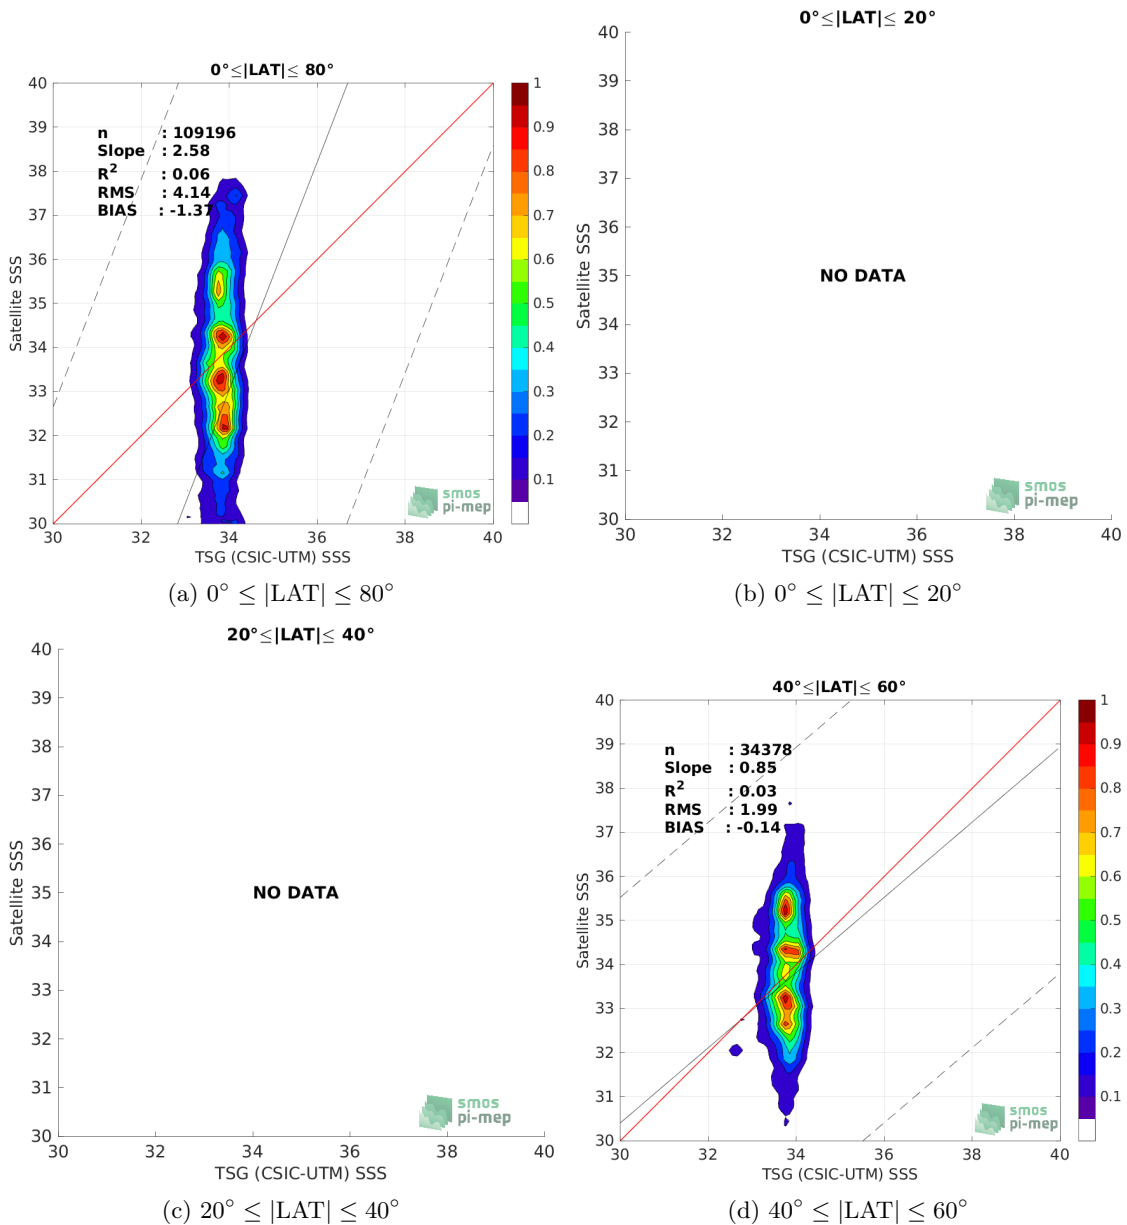 0°≤|LAT|≤ 80°
40
39
38
37
36
35
34
33
32
31
30
Satellite SSS
n : 109196
Slope : 2.58
R² : 0.06
RMS : 4.14
BIAS : -1.37
1
0.9
0.8
0.7
0.6
0.5
0.4
0.3
0.2
0.1
smos
pi-mep
30 32 34 36 38 40
TSG (CSIC-UTM) SSS
(a) 0° ≤ |LAT| ≤ 80°
0°≤|LAT|≤ 20°
40
39
38
37
36
35
34
33
32
31
30
Satellite SSS
NO DATA
smos
pi-mep
30 32 34 36 38 40
TSG (CSIC-UTM) SSS
(b) 0° ≤ |LAT| ≤ 20°
20°≤|LAT|≤ 40°
40
39
38
37
36
35
34
33
32
31
30
Satellite SSS
NO DATA
smos
pi-mep
30 32 34 36 38 40
TSG (CSIC-UTM) SSS
(c) 20° ≤ |LAT| ≤ 40°
40°≤|LAT|≤ 60°
40
39
38
37
36
35
34
33
32
31
30
Satellite SSS
n : 34378
Slope : 0.85
R² : 0.03
RMS : 1.99
BIAS : -0.14
1
0.9
0.8
0.7
0.6
0.5
0.4
0.3
0.2
0.1
smos
pi-mep
30 32 34 36 38 40
TSG (CSIC-UTM) SSS
(d) 40° ≤ |LAT| ≤ 60°